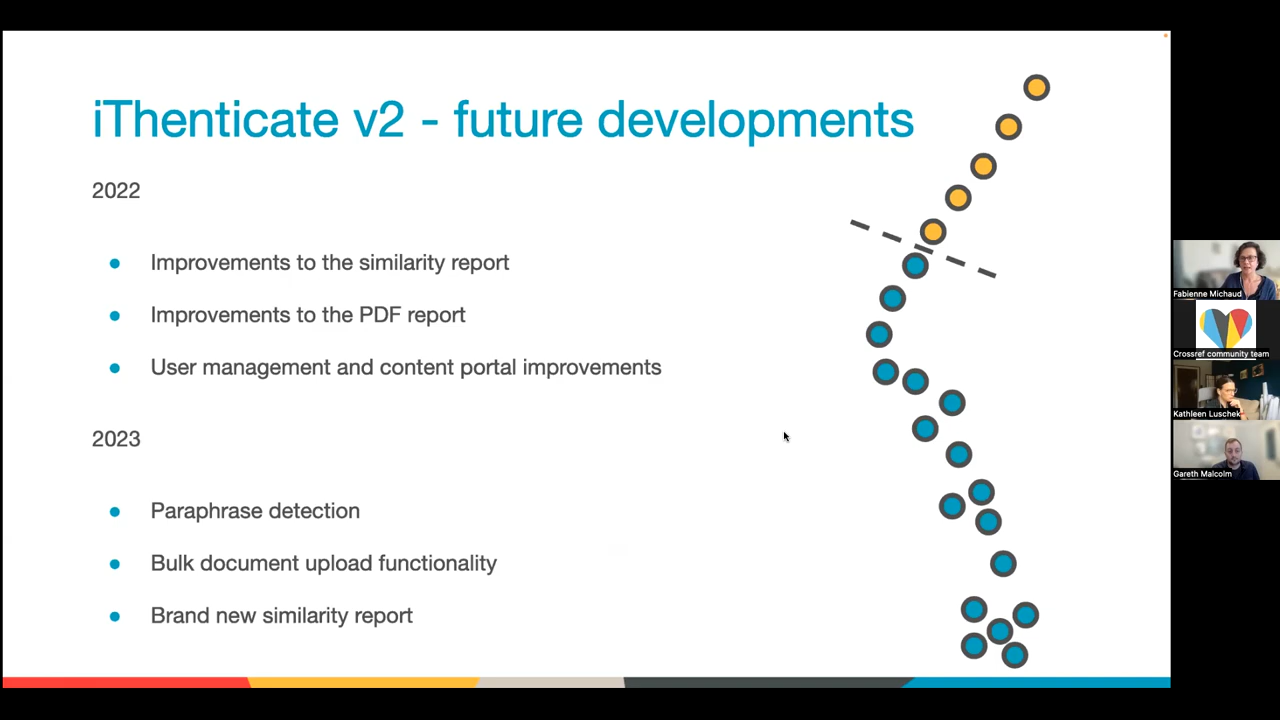 iThenticate v2 - future developments
2022
Improvements to the similarity report
Improvements to the PDF report
User management and content portal improvements
2023
Paraphrase detection
Bulk document upload functionality
Brand new similarity report
Fabienne Michaud
Crossref community team
Kathleen Luschek
Gareth Malcolm